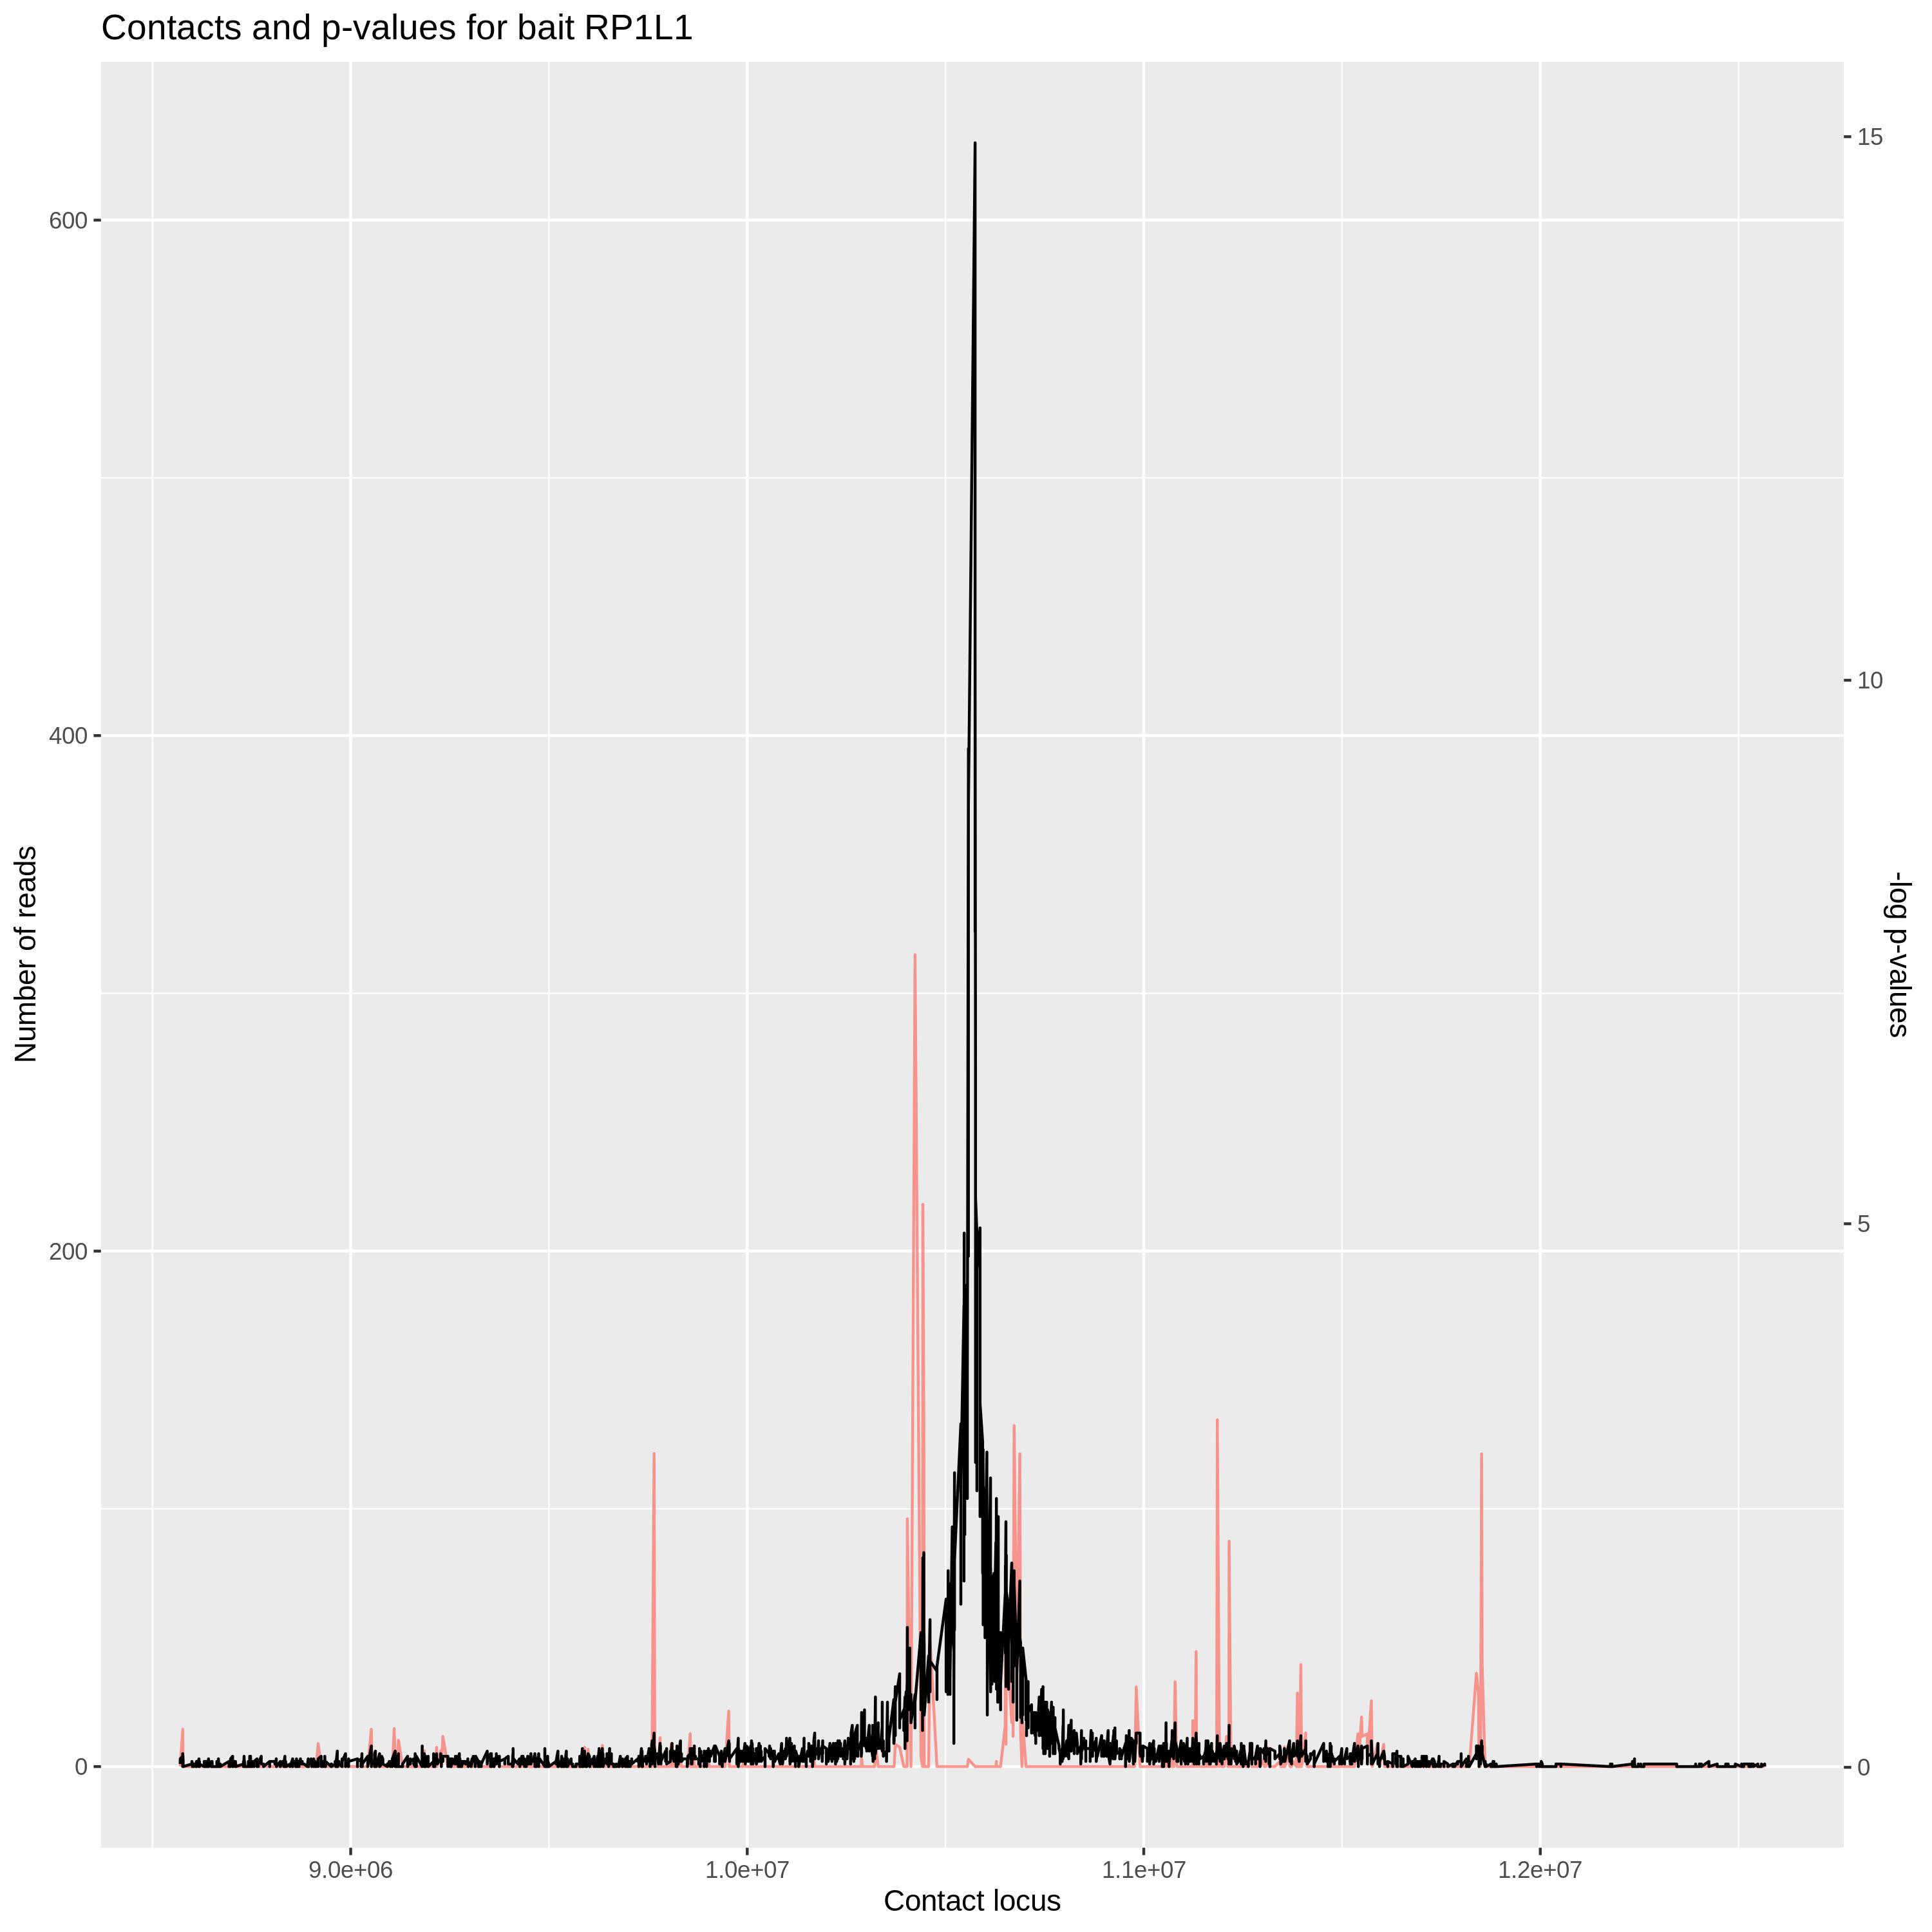 Contacts and p-values for bait RP1L1
600
400
200
0
Number of reads
15
10
5
0
-log p-values
9.0e+06
1.0e+07
1.1e+07
1.2e+07
Contact locus